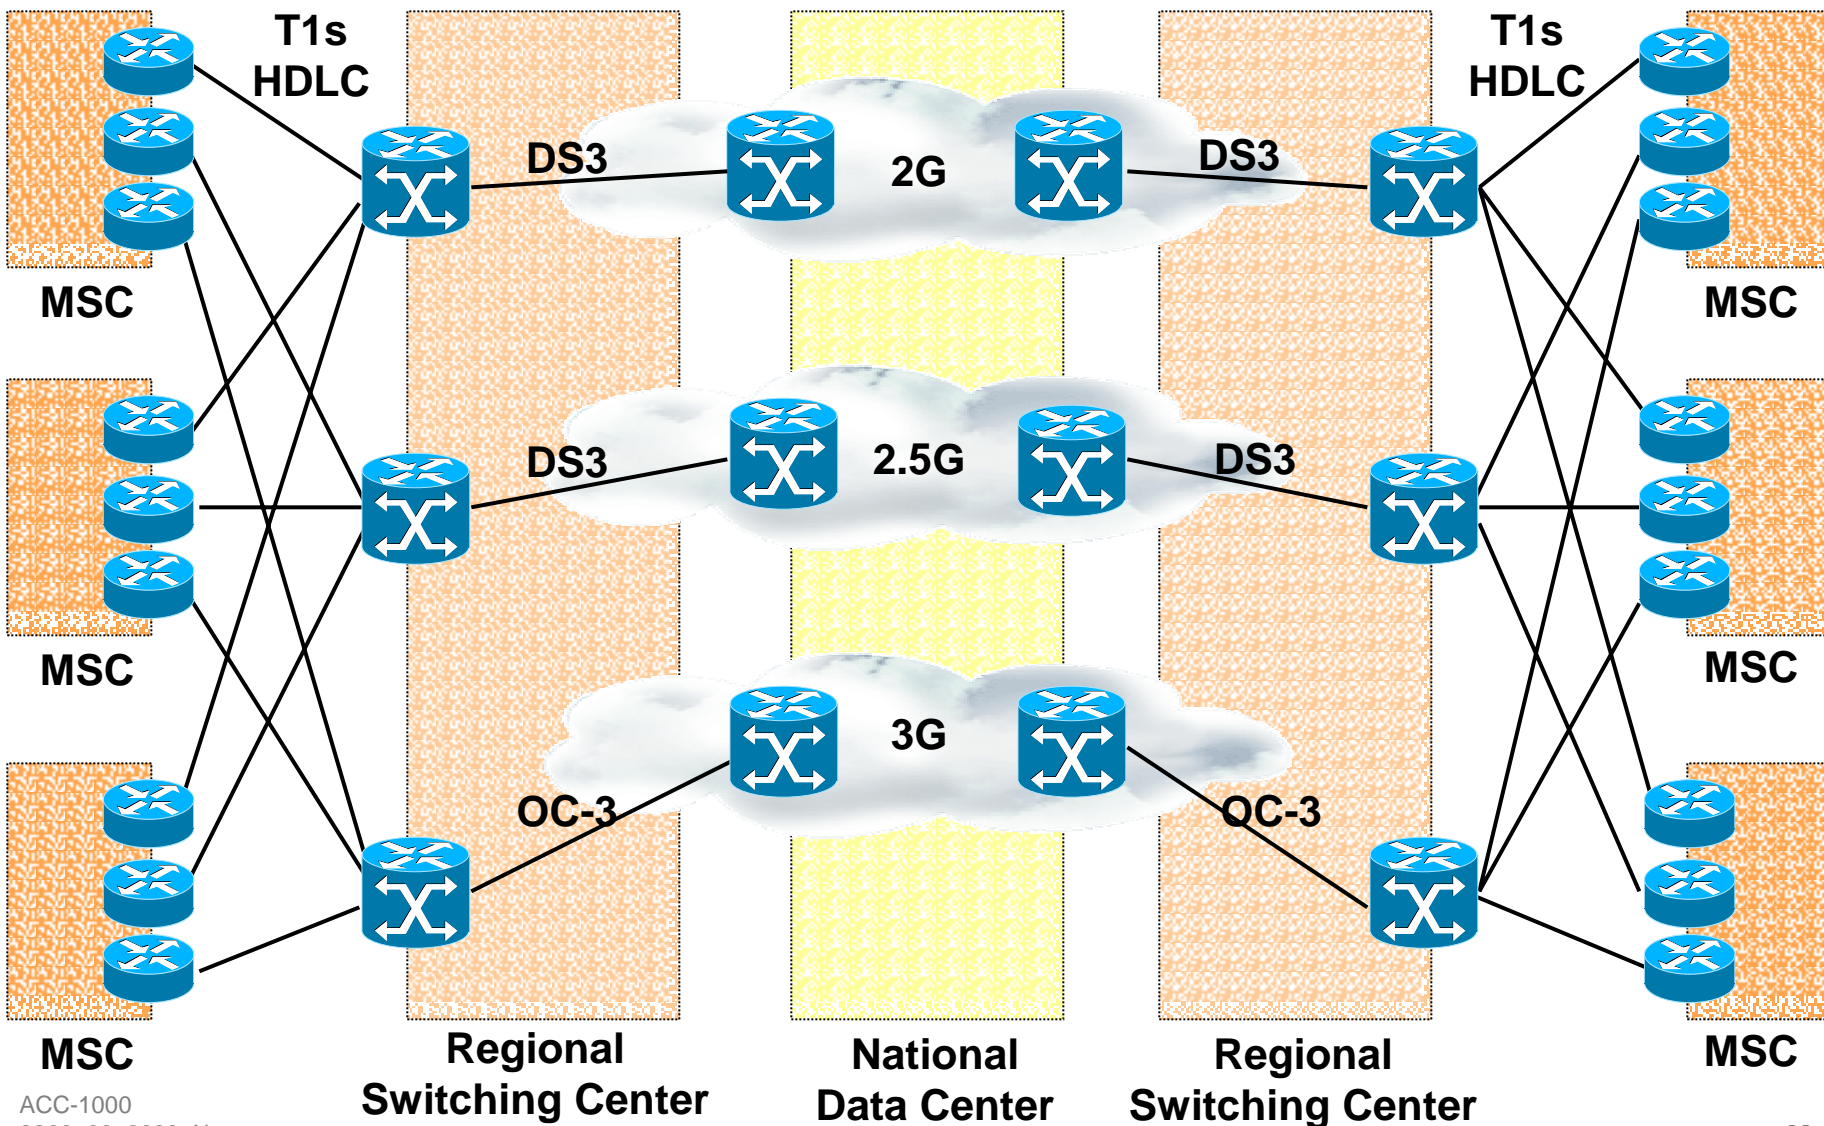 T1s
HDLC
T1s
HDLC
DS3
2G
DS3
MSC
MSC
DS3
2.5G
DS3
MSC
MSC
3G
OC-3
OC-3
MSC
Regional
Switching Center
National
Data Center
Regional
Switching Center
MSC
ACC-1000